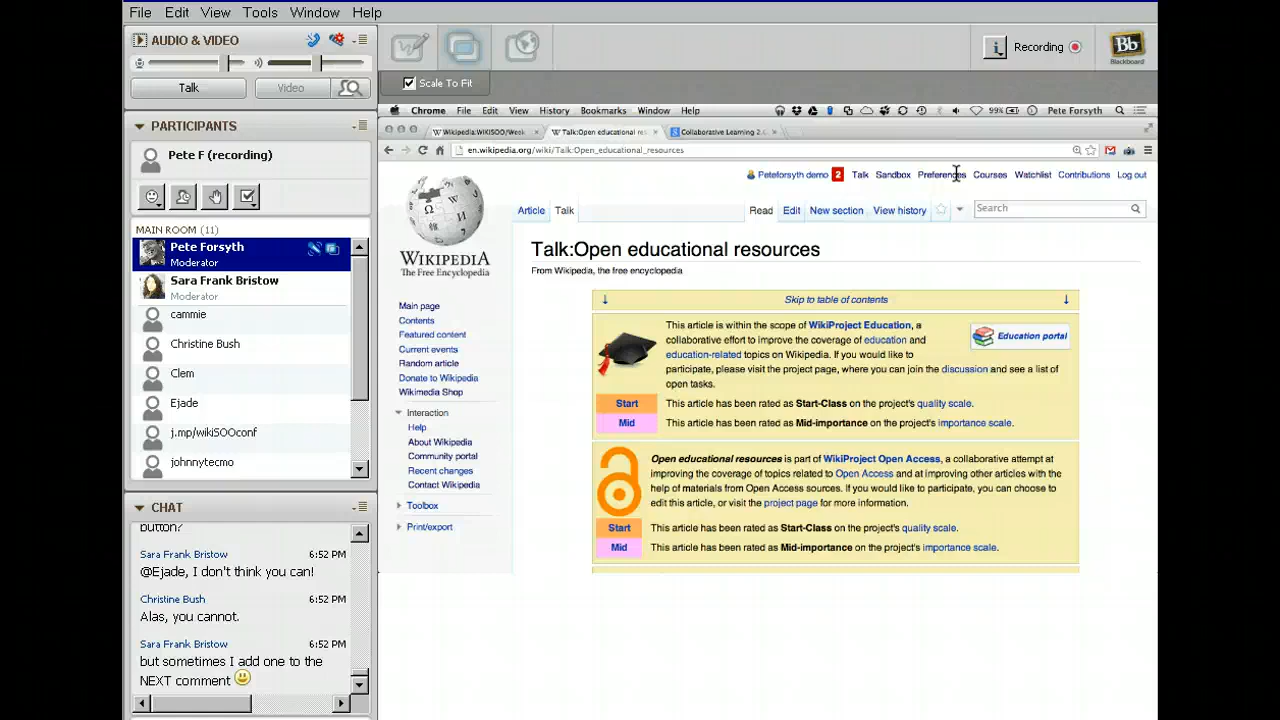 File Edit View Tools Window Help
AUDIO & VIDEO
Talk
Video
PARTICIPANTS
Pete F (recording)
MAIN ROOM (11)
Pete Forsyth
Moderator
Sara Frank Bristow
Moderator
cammie
Christine Bush
Clem
Ejade
j.mp/wikiSOOconf
johnnytecmo
CHAT
button?
Sara Frank Bristow 6:52 PM
@Ejade, I don't think you can!
Christine Bush 6:52 PM
Alas, you cannot.
Sara Frank Bristow 6:52 PM
but sometimes I add one to the
NEXT comment
Recording
Bb
Blackboard
Scale To Fit
Chrome File Edit View History Bookmarks Window Help 99% Pete Forsyth
Wikipedia:WIKISOO/Week Talk:Open educational res Collaborative Learning 2.0
en.wikipedia.org/wiki/Talk:Open_educational_resources
Peteforsyth demo 2 Talk Sandbox Preferences Courses Watchlist Contributions Log out
Article Talk Read Edit New section View history Search
WIKIPEDIA
The Free Encyclopedia
Main page
Contents
Featured content
Current events
Random article
Donate to Wikipedia
Wikimedia Shop
Interaction
Help
About Wikipedia
Community portal
Recent changes
Contact Wikipedia
Toolbox
Print/export
Talk:Open educational resources
From Wikipedia, the free encyclopedia
↓ Skip to table of contents ↓
This article is within the scope of WikiProject Education, a
collaborative effort to improve the coverage of education and
education-related topics on Wikipedia. If you would like to
participate, please visit the project page, where you can join the discussion and see a list of
open tasks.
Education portal
Start This article has been rated as Start-Class on the project's quality scale.
Mid This article has been rated as Mid-importance on the project's importance scale.
Open educational resources is part of WikiProject Open Access, a collaborative attempt at
improving the coverage of topics related to Open Access and at improving other articles with the
help of materials from Open Access sources. If you would like to participate, you can choose to
edit this article, or visit the project page for more information.
Start This article has been rated as Start-Class on the project's quality scale.
Mid This article has been rated as Mid-importance on the project's importance scale.